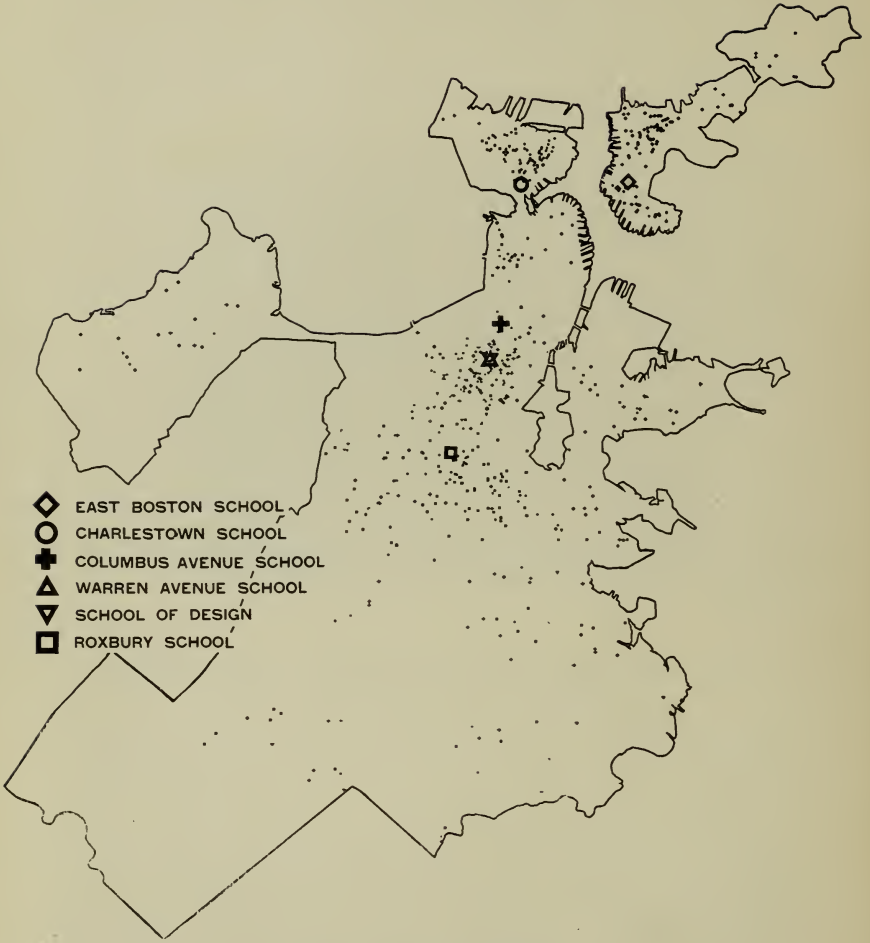 EAST BOSTON SCHOOL
CHARLESTOWN SCHOOL
COLUMBUS AVENUE SCHOOL
WARREN AVENUE SCHOOL
SCHOOL OF DESIGN
ROXBURY SCHOOL